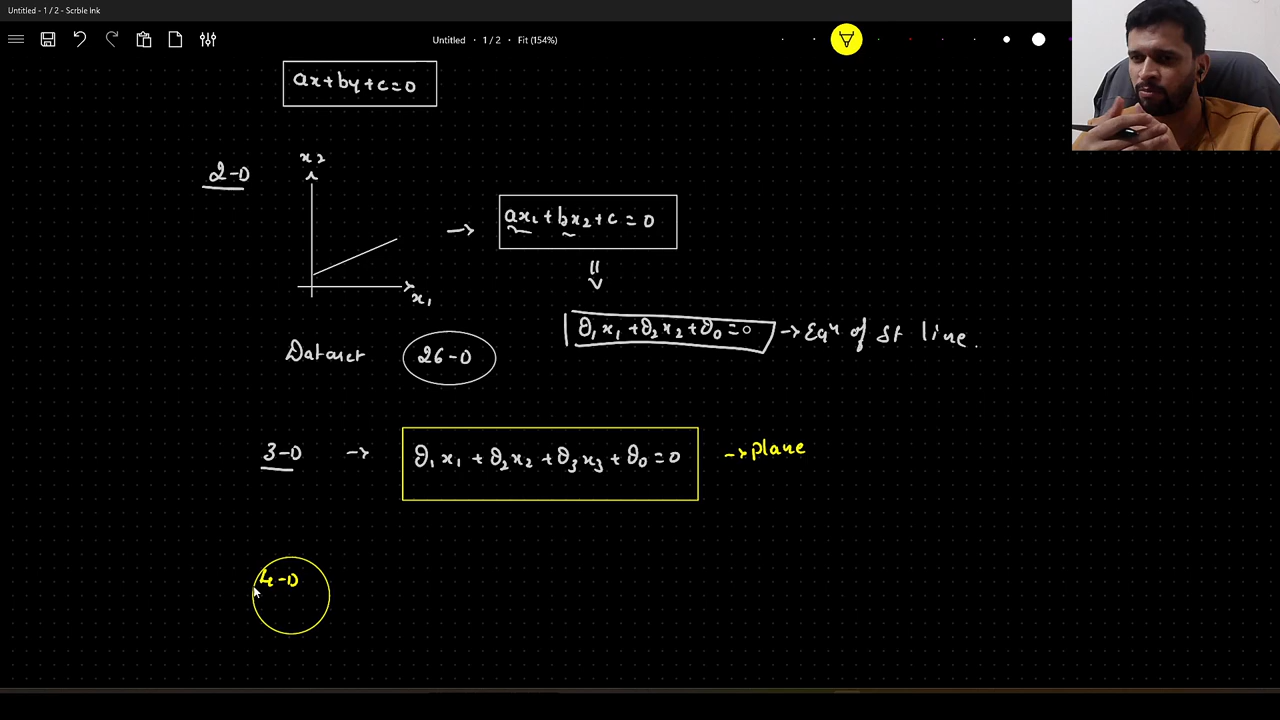 Untitled - 1 / 2 - Scrble Ink
Untitled • 1 / 2 • Fit (154%)
ax+by+c=0
2-D
x2
x1
→ ax1+bx2+c=0
θ1x1+θ2x2+θ0=0 → Eqⁿ of St line.
Dataset 26-D
3-D → θ1x1+θ2x2+θ3x3+θ0=0 → Plane
4-D